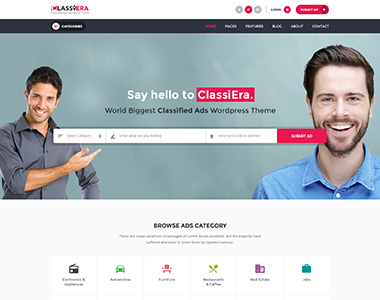 CLASSIERA
LOGIN
SUBMIT AD
CATEGORIES
HOME PAGES FEATURES BLOG ABOUT CONTACT
Say hello to ClassiEra.
World Biggest Classified Ads Wordpress Theme
Select Category
enter what are you looking
enter your code or address
SUBMIT AD
BROWSE ADS CATEGORY
There are many variations of passages of Lorem Ipsum available, but the majority have
suffered alteration in some form, by injected humour.
Electronics &
Appliances
Automotive
Furniture
Restaurants
& Coffee
Real Estate
Jobs